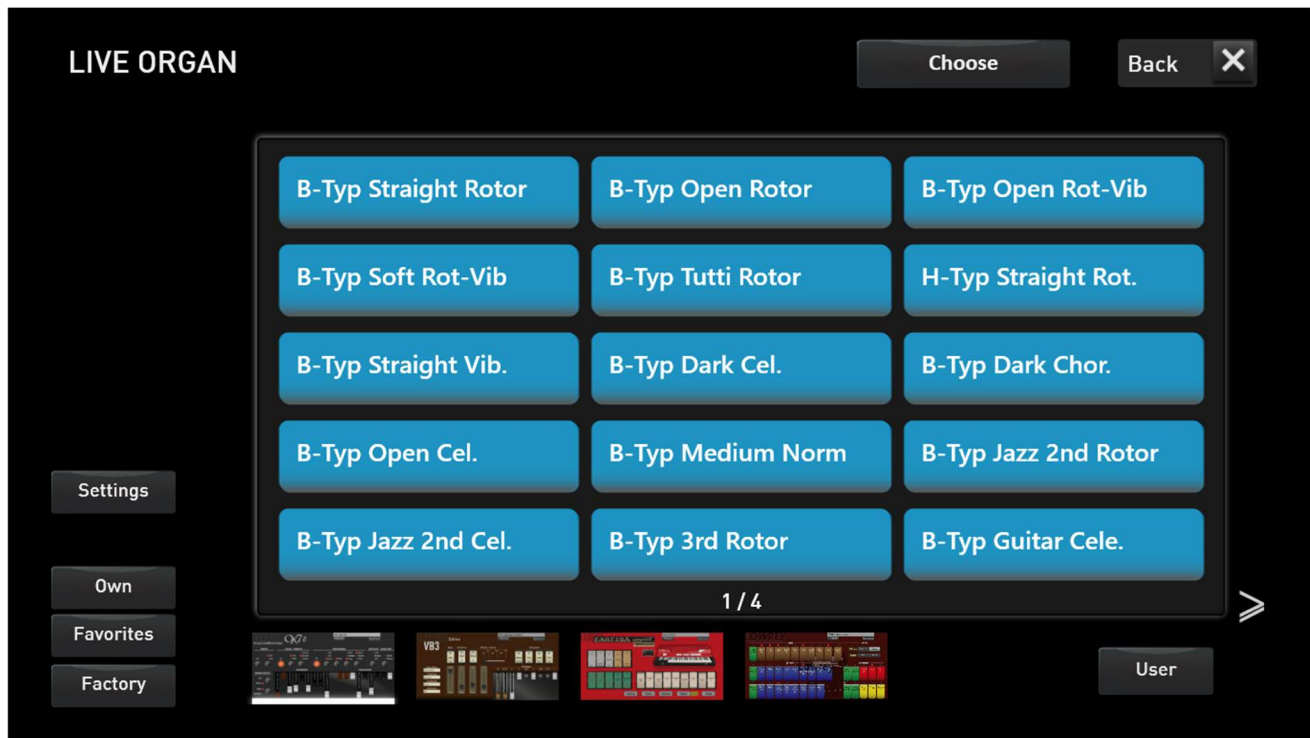 LIVE ORGAN
Choose
Back
B-Typ Straight Rotor
B-Typ Open Rotor
B-Typ Open Rot-Vib
B-Typ Soft Rot-Vib
B-Typ Tutti Rotor
H-Typ Straight Rot.
B-Typ Straight Vib.
B-Typ Dark Cel.
B-Typ Dark Chor.
B-Typ Open Cel.
B-Typ Medium Norm
B-Typ Jazz 2nd Rotor
B-Typ Jazz 2nd Cel.
B-Typ 3rd Rotor
B-Typ Guitar Cele.
1 / 4
Settings
Own
Favorites
Factory
VB3
User